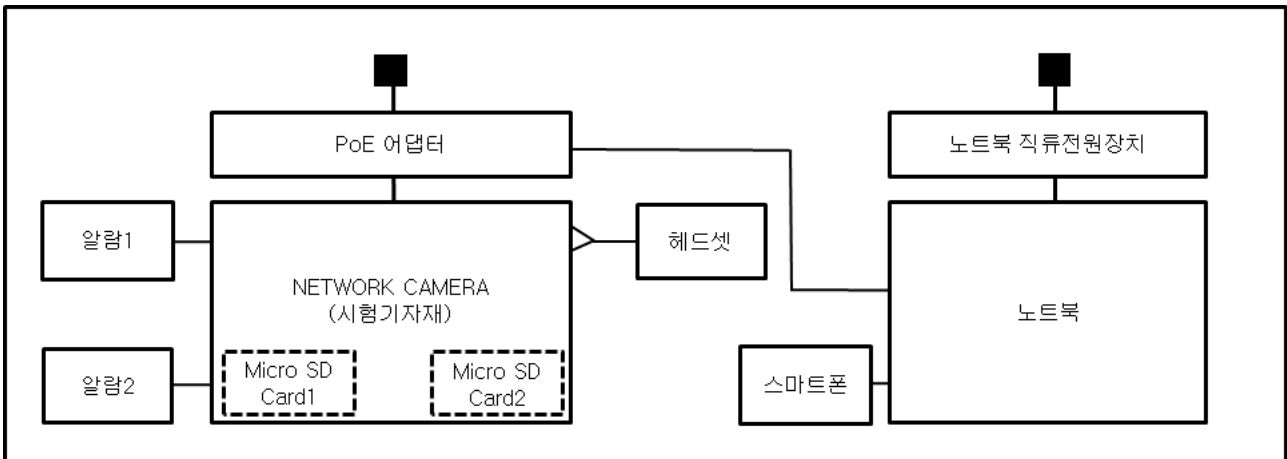 PoE 어댑터
노트북 직류전원장치
알람1
헤드셋
NETWORK CAMERA
(시험기자재)
노트북
알람2
Micro SD
Card1
Micro SD
Card2
스마트폰